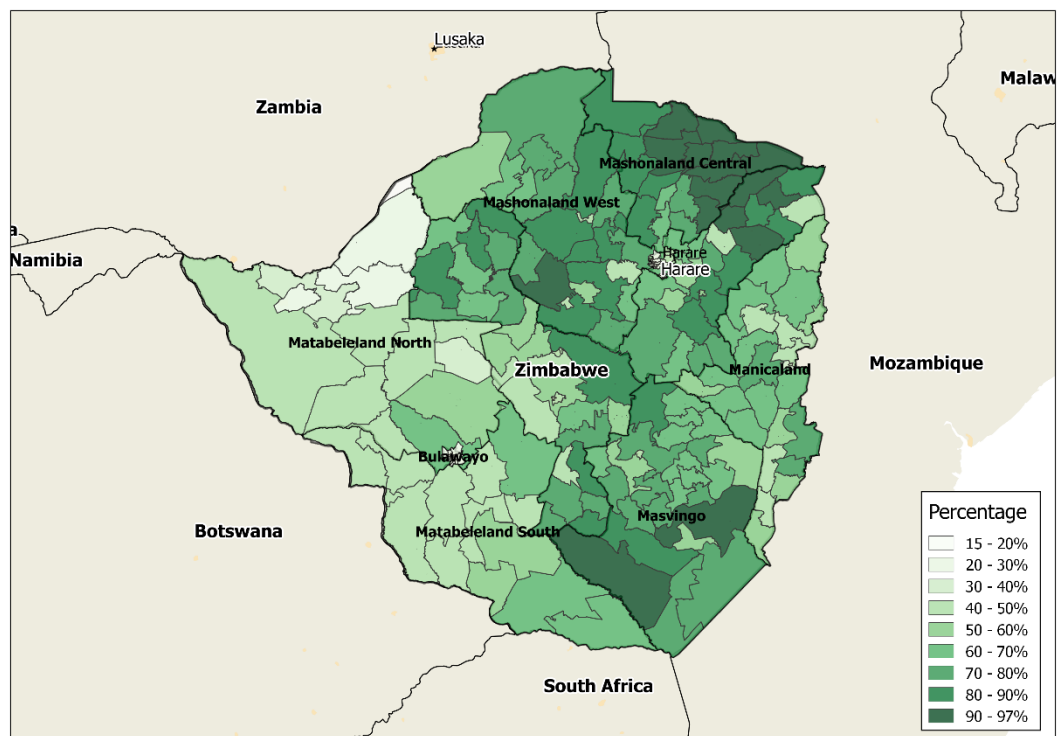 Lusaka
Malaw
Zambia
Mashonaland Central
Mashonaland West
a
Namibia
Harare
Harare
Matabeleland North
Zimbabwe
Mozambique
Manicaland
Bulawayo
Botswana
Masvingo
Matabeleland South
South Africa
Percentage
15 - 20%
20 - 30%
30 - 40%
40 - 50%
50 - 60%
60 - 70%
70 - 80%
80 - 90%
90 - 97%